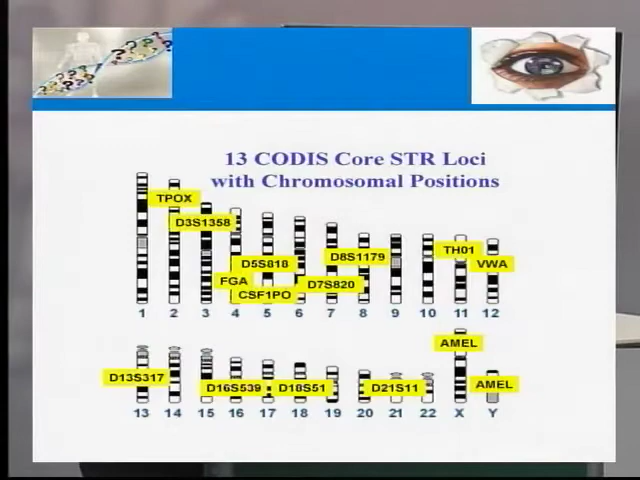 13 CODIS Core STR Loci
with Chromosomal Positions
TPOX
D3S1358
TH01
D8S1179
D5S818
VWA
FGA
D7S820
CSF1PO
1 2 3 4 5 6 7 8 9 10 11 12
AMEL
D13S317
AMEL
D16S539
D18S51
D21S11
13 14 15 16 17 18 19 20 21 22 X Y